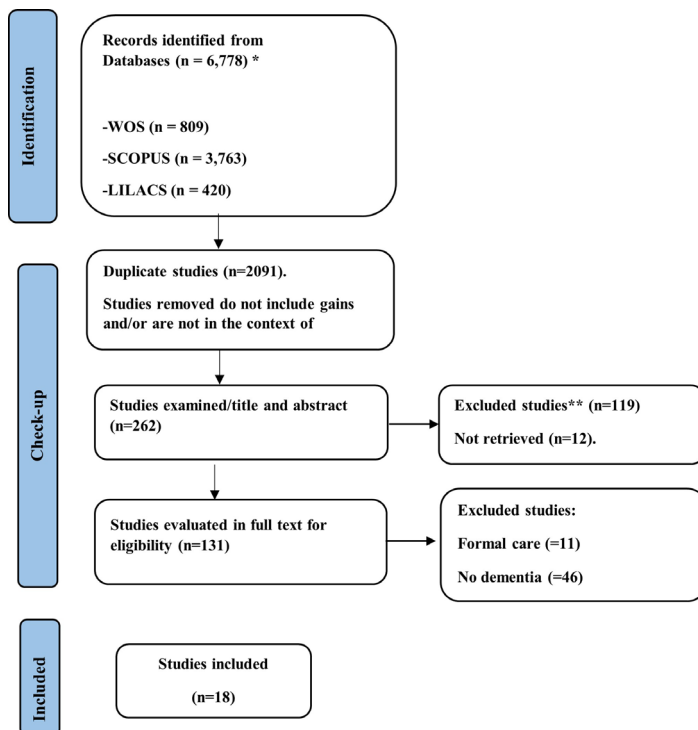 Identification
Records identified from
Databases (n = 6,778) *
-WOS (n = 809)
-SCOPUS (n = 3,763)
-LILACS (n = 420)
Check-up
Duplicate studies (n=2091).
Studies removed do not include gains
and/or are not in the context of
Studies examined/title and abstract
(n=262)
Excluded studies** (n=119)
Not retrieved (n=12).
Studies evaluated in full text for
eligibility (n=131)
Excluded studies:
Formal care (=11)
No dementia (=46)
Included
Studies included
(n=18)